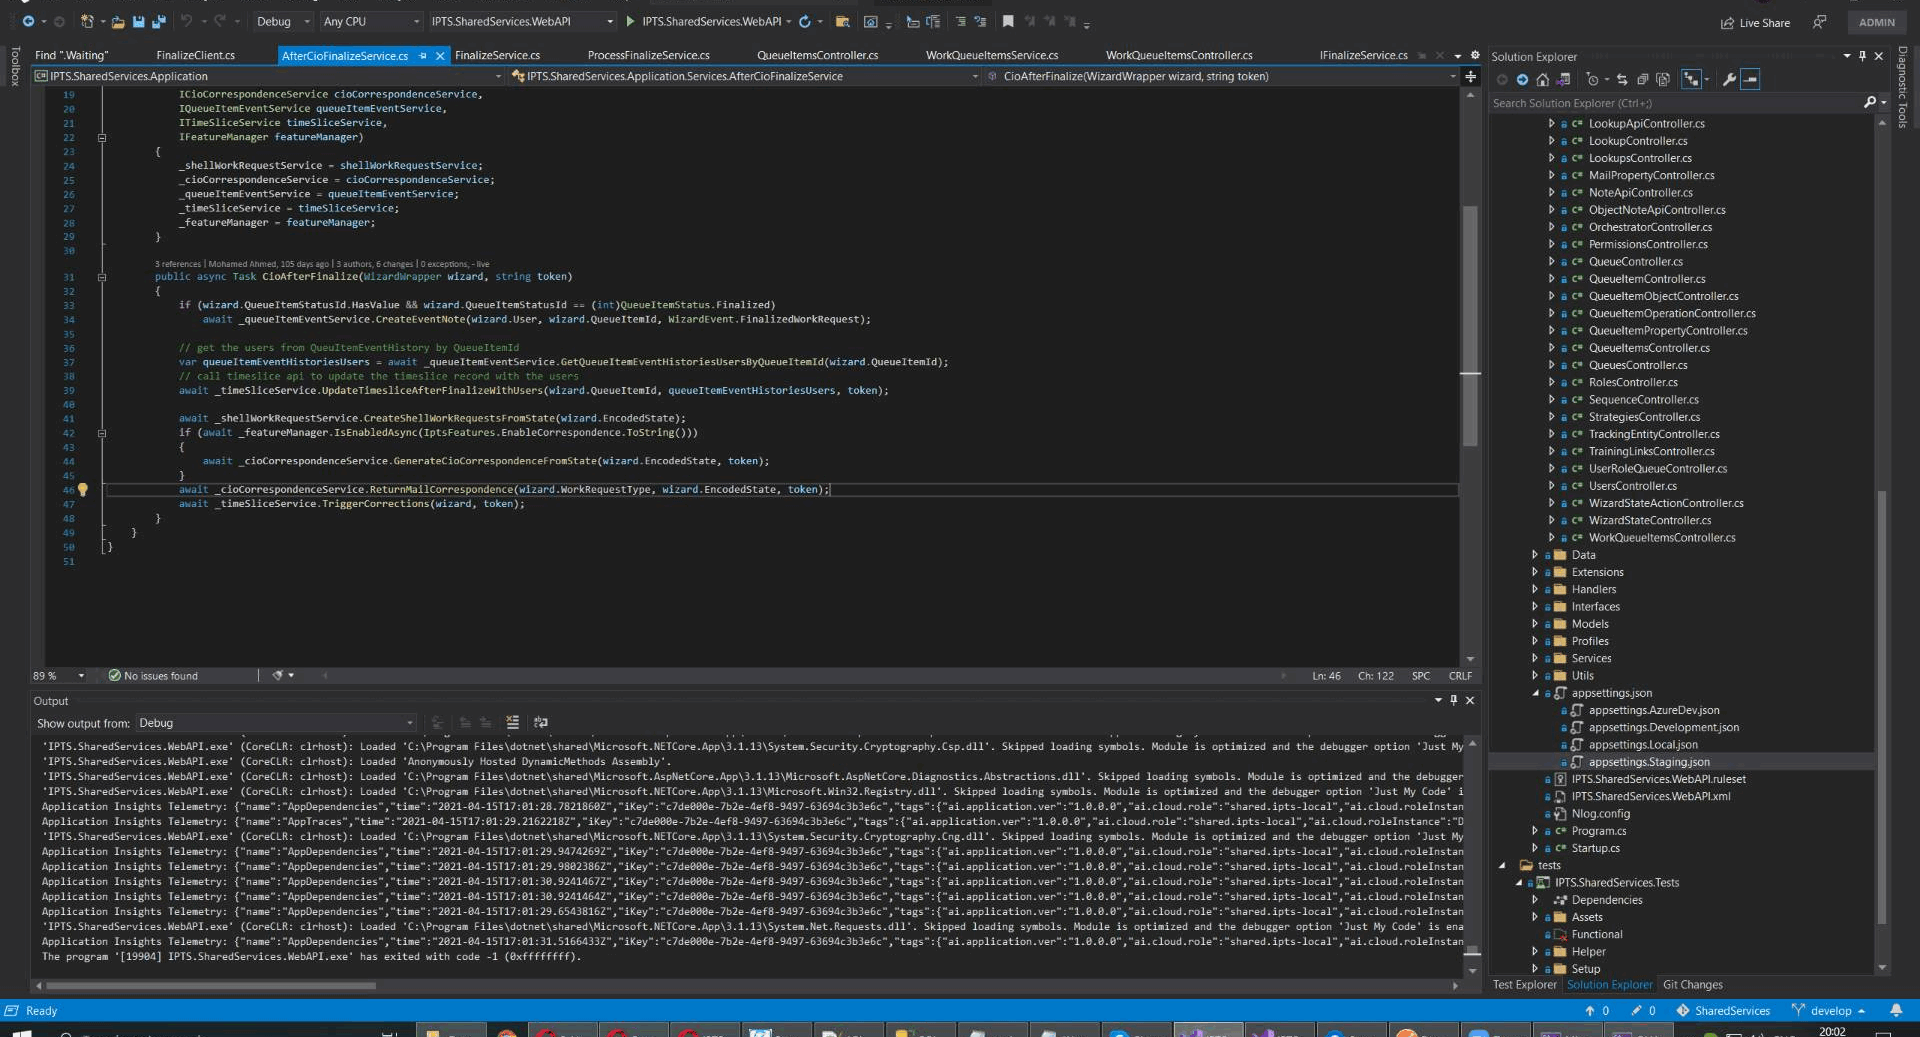 Debug
Any CPU
IPTS.SharedServices.WebAPI
IPTS.SharedServices.WebAPI
Live Share
ADMIN
Toolbox
Find ".Waiting"
FinalizeClient.cs
AfterCioFinalizeService.cs
FinalizeService.cs
ProcessFinalizeService.cs
QueueItemsController.cs
WorkQueueItemsService.cs
WorkQueueItemsController.cs
IFinalizeService.cs
IPTS.SharedServices.Application
IPTS.SharedServices.Application.Services.AfterCioFinalizeService
CioAfterFinalize(WizardWrapper wizard, string token)
19 ICioCorrespondenceService cioCorrespondenceService,
20 IQueueItemEventService queueItemEventService,
21 ITimeSliceService timeSliceService,
22 IFeatureManager featureManager)
23 {
24 _shellWorkRequestService = shellWorkRequestService;
25 _cioCorrespondenceService = cioCorrespondenceService;
26 _queueItemEventService = queueItemEventService;
27 _timeSliceService = timeSliceService;
28 _featureManager = featureManager;
29 }
30
3 references | Mohamed Ahmed, 105 days ago | 3 authors, 6 changes | 0 exceptions, - live
31 public async Task CioAfterFinalize(WizardWrapper wizard, string token)
32 {
33 if (wizard.QueueItemStatusId.HasValue && wizard.QueueItemStatusId == (int)QueueItemStatus.Finalized)
34 await _queueItemEventService.CreateEventNote(wizard.User, wizard.QueueItemId, WizardEvent.FinalizedWorkRequest);
35
36 // get the users from QueuItemEventHistory by QueueItemId
37 var queueItemEventHistoriesUsers = await _queueItemEventService.GetQueueItemEventHistoriesUsersByQueueItemId(wizard.QueueItemId);
38 // call timeslice api to update the timeslice record with the users
39 await _timeSliceService.UpdateTimesliceAfterFinalizeWithUsers(wizard.QueueItemId, queueItemEventHistoriesUsers, token);
40
41 await _shellWorkRequestService.CreateShellWorkRequestsFromState(wizard.EncodedState);
42 if (await _featureManager.IsEnabledAsync(IptsFeatures.EnableCorrespondence.ToString()))
43 {
44 await _cioCorrespondenceService.GenerateCioCorrespondenceFromState(wizard.EncodedState, token);
45 }
46 await _cioCorrespondenceService.ReturnMailCorrespondence(wizard.WorkRequestType, wizard.EncodedState, token);
47 await _timeSliceService.TriggerCorrections(wizard, token);
48 }
49 }
50 }
51
89 %
No issues found
Ln: 46 Ch: 122 SPC CRLF
Output
Show output from: Debug
'IPTS.SharedServices.WebAPI.exe' (CoreCLR: clrhost): Loaded 'C:\Program Files\dotnet\shared\Microsoft.NETCore.App\3.1.13\System.Security.Cryptography.Csp.dll'. Skipped loading symbols. Module is optimized and the debugger option 'Just My
'IPTS.SharedServices.WebAPI.exe' (CoreCLR: clrhost): Loaded 'Anonymously Hosted DynamicMethods Assembly'.
'IPTS.SharedServices.WebAPI.exe' (CoreCLR: clrhost): Loaded 'C:\Program Files\dotnet\shared\Microsoft.AspNetCore.App\3.1.13\Microsoft.AspNetCore.Diagnostics.Abstractions.dll'. Skipped loading symbols. Module is optimized and the debugger
'IPTS.SharedServices.WebAPI.exe' (CoreCLR: clrhost): Loaded 'C:\Program Files\dotnet\shared\Microsoft.NETCore.App\3.1.13\Microsoft.Win32.Registry.dll'. Skipped loading symbols. Module is optimized and the debugger option 'Just My Code' i
Application Insights Telemetry: {"name":"AppDependencies","time":"2021-04-15T17:01:28.7821860Z","iKey":"c7de000e-7b2e-4ef8-9497-63694c3b3e6c","tags":{"ai.application.ver":"1.0.0.0","ai.cloud.role":"shared.ipts-local","ai.cloud.roleInstan
Application Insights Telemetry: {"name":"AppTraces","time":"2021-04-15T17:01:29.2162218Z","iKey":"c7de000e-7b2e-4ef8-9497-63694c3b3e6c","tags":{"ai.application.ver":"1.0.0.0","ai.cloud.role":"shared.ipts-local","ai.cloud.roleInstance":"D
'IPTS.SharedServices.WebAPI.exe' (CoreCLR: clrhost): Loaded 'C:\Program Files\dotnet\shared\Microsoft.NETCore.App\3.1.13\System.Security.Cryptography.Cng.dll'. Skipped loading symbols. Module is optimized and the debugger option 'Just My
Application Insights Telemetry: {"name":"AppDependencies","time":"2021-04-15T17:01:29.9474269Z","iKey":"c7de000e-7b2e-4ef8-9497-63694c3b3e6c","tags":{"ai.application.ver":"1.0.0.0","ai.cloud.role":"shared.ipts-local","ai.cloud.roleInstan
Application Insights Telemetry: {"name":"AppDependencies","time":"2021-04-15T17:01:29.9802386Z","iKey":"c7de000e-7b2e-4ef8-9497-63694c3b3e6c","tags":{"ai.application.ver":"1.0.0.0","ai.cloud.role":"shared.ipts-local","ai.cloud.roleInstan
Application Insights Telemetry: {"name":"AppDependencies","time":"2021-04-15T17:01:30.9241467Z","iKey":"c7de000e-7b2e-4ef8-9497-63694c3b3e6c","tags":{"ai.application.ver":"1.0.0.0","ai.cloud.role":"shared.ipts-local","ai.cloud.roleInstan
Application Insights Telemetry: {"name":"AppDependencies","time":"2021-04-15T17:01:30.9241464Z","iKey":"c7de000e-7b2e-4ef8-9497-63694c3b3e6c","tags":{"ai.application.ver":"1.0.0.0","ai.cloud.role":"shared.ipts-local","ai.cloud.roleInstan
Application Insights Telemetry: {"name":"AppDependencies","time":"2021-04-15T17:01:29.6543816Z","iKey":"c7de000e-7b2e-4ef8-9497-63694c3b3e6c","tags":{"ai.application.ver":"1.0.0.0","ai.cloud.role":"shared.ipts-local","ai.cloud.roleInstan
'IPTS.SharedServices.WebAPI.exe' (CoreCLR: clrhost): Loaded 'C:\Program Files\dotnet\shared\Microsoft.NETCore.App\3.1.13\System.Net.Requests.dll'. Skipped loading symbols. Module is optimized and the debugger option 'Just My Code' is ena
Application Insights Telemetry: {"name":"AppDependencies","time":"2021-04-15T17:01:31.5166433Z","iKey":"c7de000e-7b2e-4ef8-9497-63694c3b3e6c","tags":{"ai.application.ver":"1.0.0.0","ai.cloud.role":"shared.ipts-local","ai.cloud.roleInstan
The program '[19904] IPTS.SharedServices.WebAPI.exe' has exited with code -1 (0xffffffff).
Solution Explorer
Search Solution Explorer (Ctrl+;)
LookupApiController.cs
LookupController.cs
LookupsController.cs
MailPropertyController.cs
NoteApiController.cs
ObjectNoteApiController.cs
OrchestratorController.cs
PermissionsController.cs
QueueController.cs
QueueItemController.cs
QueueItemObjectController.cs
QueueItemOperationController.cs
QueueItemPropertyController.cs
QueueItemsController.cs
QueuesController.cs
RolesController.cs
SequenceController.cs
StrategiesController.cs
TrackingEntityController.cs
TrainingLinksController.cs
UserRoleQueueController.cs
UsersController.cs
WizardStateActionController.cs
WizardStateController.cs
WorkQueueItemsController.cs
Data
Extensions
Handlers
Interfaces
Models
Profiles
Services
Utils
appsettings.json
appsettings.AzureDev.json
appsettings.Development.json
appsettings.Local.json
appsettings.Staging.json
IPTS.SharedServices.WebAPI.ruleset
IPTS.SharedServices.WebAPI.xml
Nlog.config
Program.cs
Startup.cs
tests
IPTS.SharedServices.Tests
Dependencies
Assets
Functional
Helper
Setup
Test Explorer
Solution Explorer
Git Changes
Diagnostic Tools
Ready
0
0
SharedServices
develop
20:02